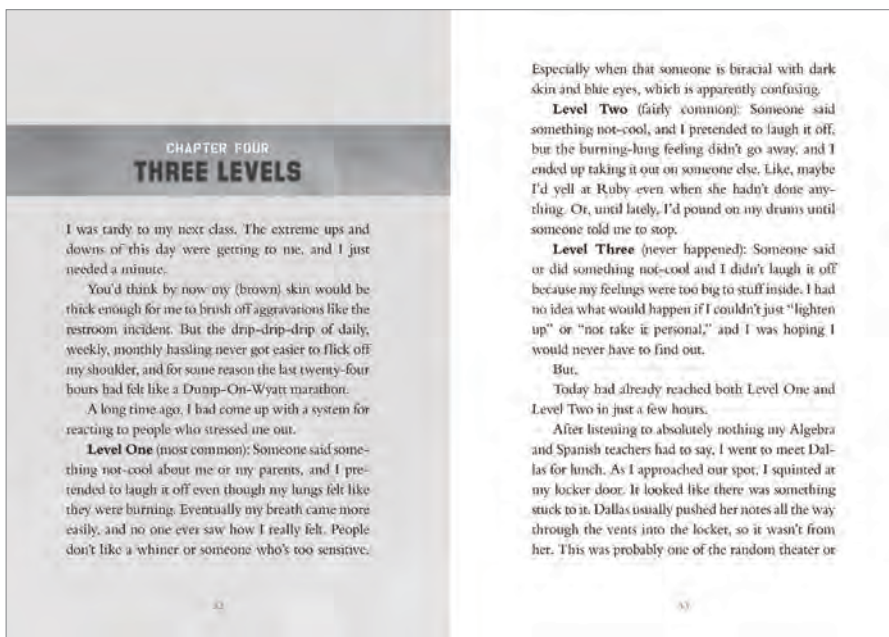 CHAPTER FOUR
THREE LEVELS
I was tardy to my next class. The extreme ups and
downs of this day were getting to me, and I just
needed a minute.
You'd think by now my (brown) skin would be
thick enough for me to brush off aggravations like the
restroom incident. But the drip-drip-drip of daily,
weekly, monthly hassling never got easier to flick off
my shoulder, and for some reason the last twenty-four
hours had felt like a Dump-On-Wyatt marathon.
A long time ago, I had come up with a system for
reacting to people who stressed me out.
Level One (most common): Someone said some-
thing not-cool about me or my parents, and I pre-
tended to laugh it off even though my lungs felt like
they were burning. Eventually my breath came more
easily, and no one ever saw how I really felt. People
don't like a whiner or someone who's too sensitive.
32
Especially when that someone is biracial with dark
skin and blue eyes, which is apparently confusing.
Level Two (fairly common): Someone said
something not-cool, and I pretended to laugh it off,
but the burning-lung feeling didn't go away, and I
ended up taking it out on someone else. Like, maybe
I'd yell at Ruby even when she hadn't done any-
thing. Or, until lately, I'd pound on my drums until
someone told me to stop.
Level Three (never happened): Someone said
or did something not-cool and I didn't laugh it off
because my feelings were too big to stuff inside. I had
no idea what would happen if I couldn't just "lighten
up" or "not take it personal," and I was hoping I
would never have to find out.
But.
Today had already reached both Level One and
Level Two in just a few hours.
After listening to absolutely nothing my Algebra
and Spanish teachers had to say, I went to meet Dal-
las for lunch. As I approached our spot, I squinted at
my locker door. It looked like there was something
stuck to it. Dallas usually pushed her notes all the way
through the vents into the locker, so it wasn't from
her. This was probably one of the random theater or
33